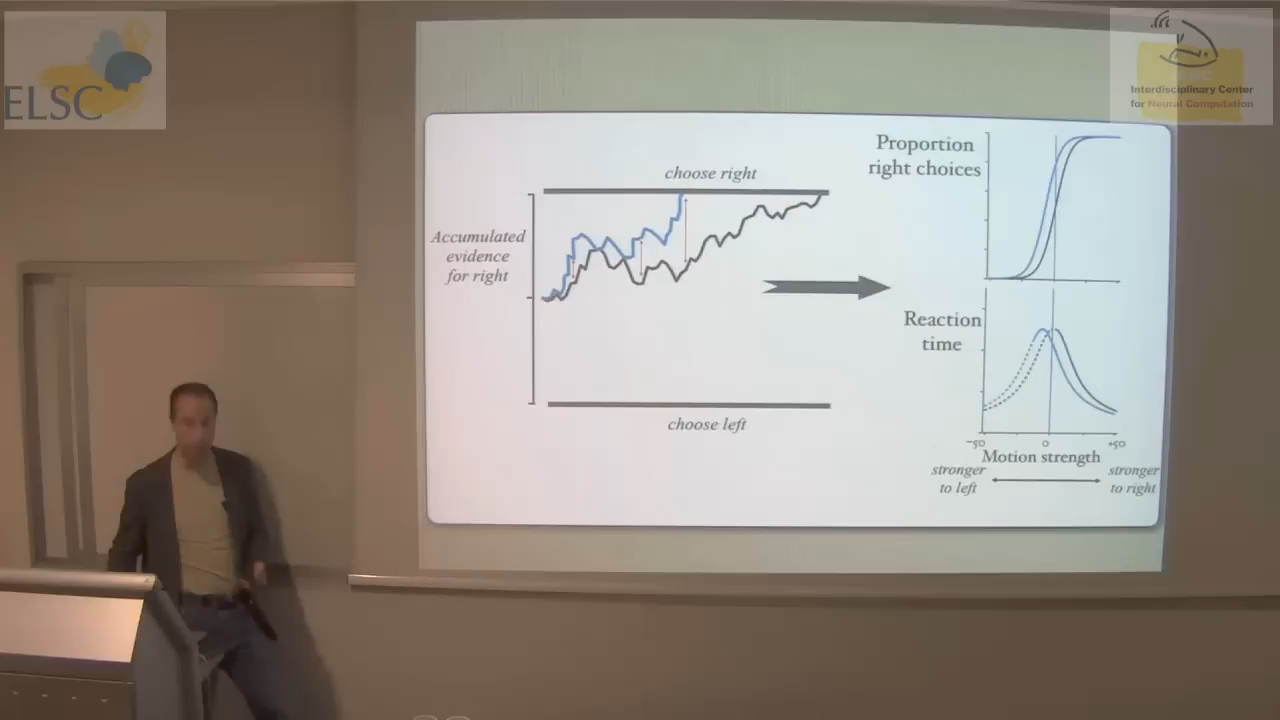 ELSC
Interdisciplinary Center
for Neural Computation
Proportion
right choices
choose right
Accumulated
evidence
for right
Reaction
time
choose left
-50
0
+50
Motion strength
stronger
to left
stronger
to right